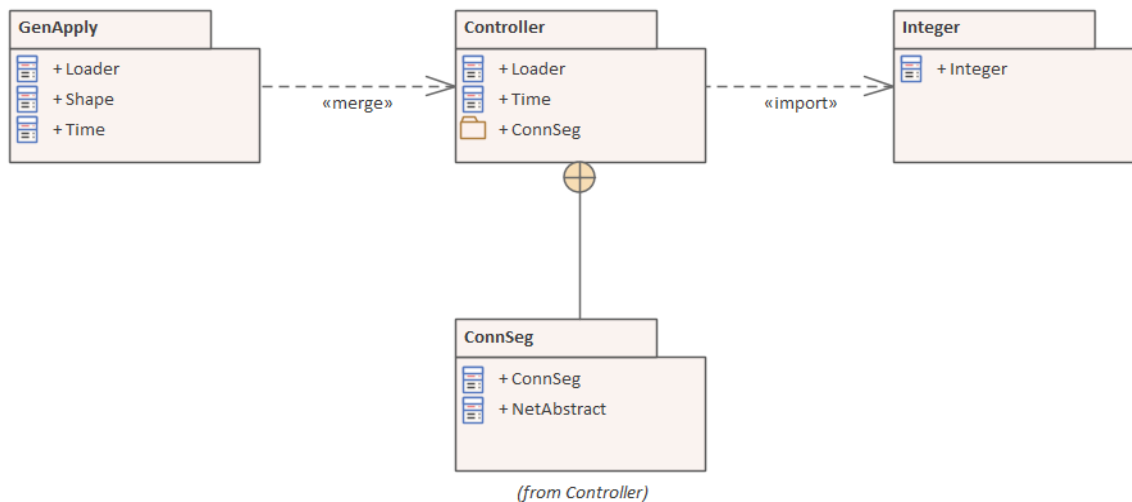 GenApply
+ Loader
+ Shape
+ Time
«merge»
Controller
+ Loader
+ Time
+ ConnSeg
«import»
Integer
+ Integer
ConnSeg
+ ConnSeg
+ NetAbstract
(from Controller)